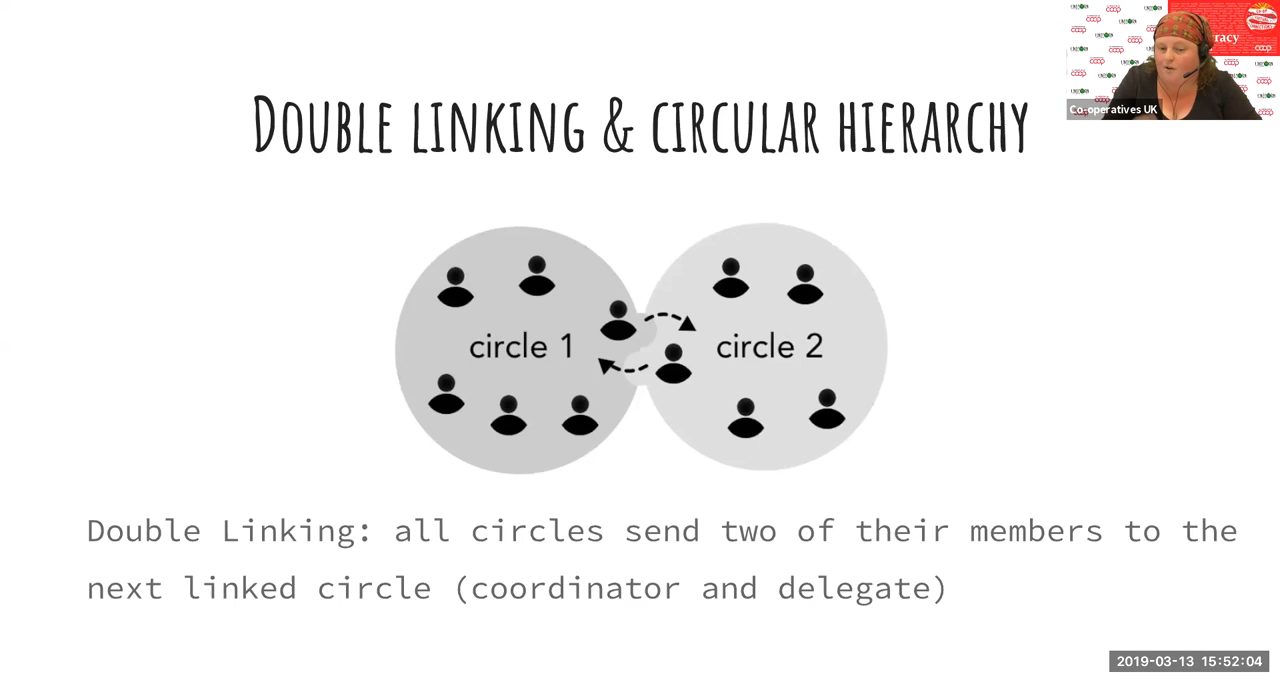 DOUBLE LINKING & CIRCULAR HIERARCHY
racy
Co-operatives UK
circle 1
circle 2
Double Linking: all circles send two of their members to the
next linked circle (coordinator and delegate)
2019-03-13 15:52:04